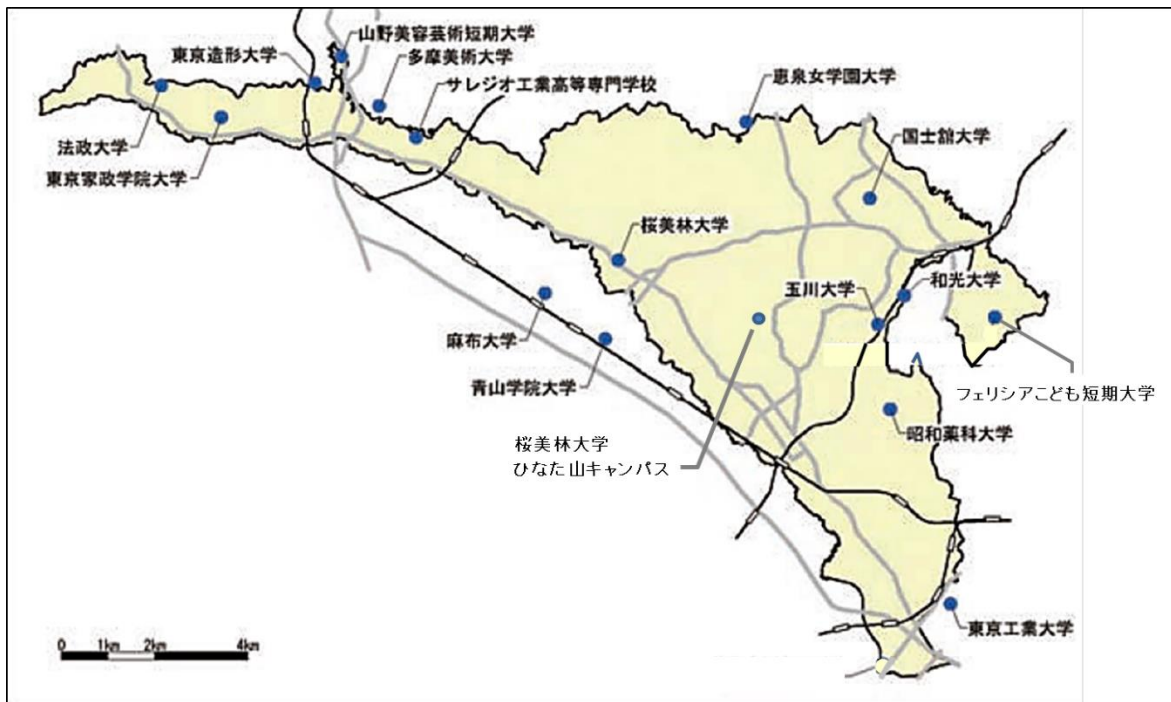 山野美容芸術短期大学
東京造形大学
多摩美術大学
サレジオ工業高等専門学校
恵泉女学園大学
国士舘大学
法政大学
東京家政学院大学
桜美林大学
和光大学
玉川大学
麻布大学
青山学院大学
フェリシアこども短期大学
昭和薬科大学
桜美林大学
ひなた山キャンパス
東京工業大学
0 1km 2km 4km